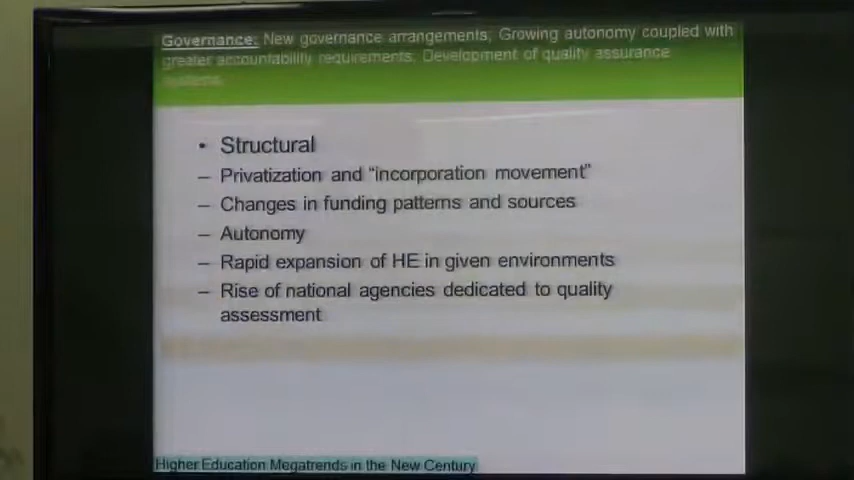 Governance: New governance arrangements; Growing autonomy coupled with
greater accountability requirements; Development of quality assurance
systems
• Structural
– Privatization and “incorporation movement”
– Changes in funding patterns and sources
– Autonomy
– Rapid expansion of HE in given environments
– Rise of national agencies dedicated to quality
assessment
Higher Education Megatrends in the New Century